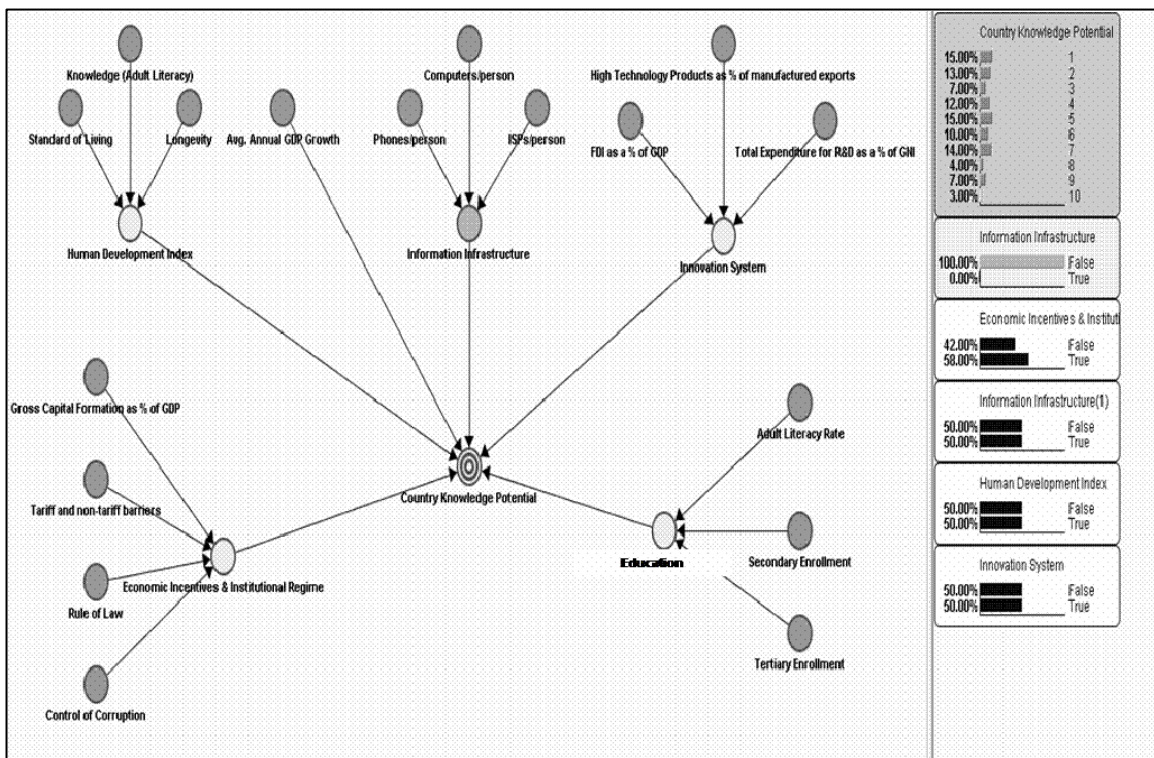 Knowledge (Adult Literacy)
Computers/person
High Technology Products as % of manufactured exports
Standard of Living
Longevity
Avg. Annual GDP Growth
Phones/person
ISPs/person
FDI as a % of GDP
Total Expenditure for R&D as a % of GNI
Human Development Index
Information Infrastructure
Innovation System
Gross Capital Formation as % of GDP
Adult Literacy Rate
Tariff and non-tariff barriers
Country Knowledge Potential
Education
Secondary Enrollment
Economic Incentives & Institutional Regime
Rule of Law
Tertiary Enrollment
Control of Corruption
Country Knowledge Potential
15.00% 1
13.00% 2
7.00% 3
12.00% 4
15.00% 5
10.00% 6
14.00% 7
4.00% 8
7.00% 9
3.00% 10
Information Infrastructure
100.00% False
0.00% True
Economic Incentives & Instituti
42.00% False
58.00% True
Information Infrastructure(1)
50.00% False
50.00% True
Human Development Index
50.00% False
50.00% True
Innovation System
50.00% False
50.00% True